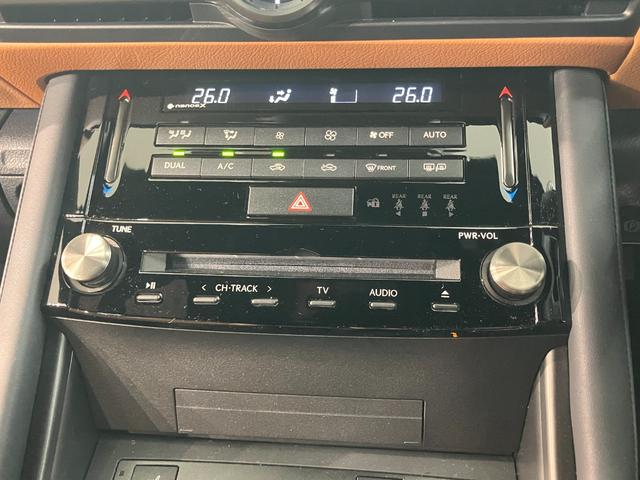 26.0 26.0
nanoeX
OFF AUTO
DUAL A/C FRONT
REAR REAR REAR
TUNE PWR·VOL
< CH·TRACK > TV AUDIO